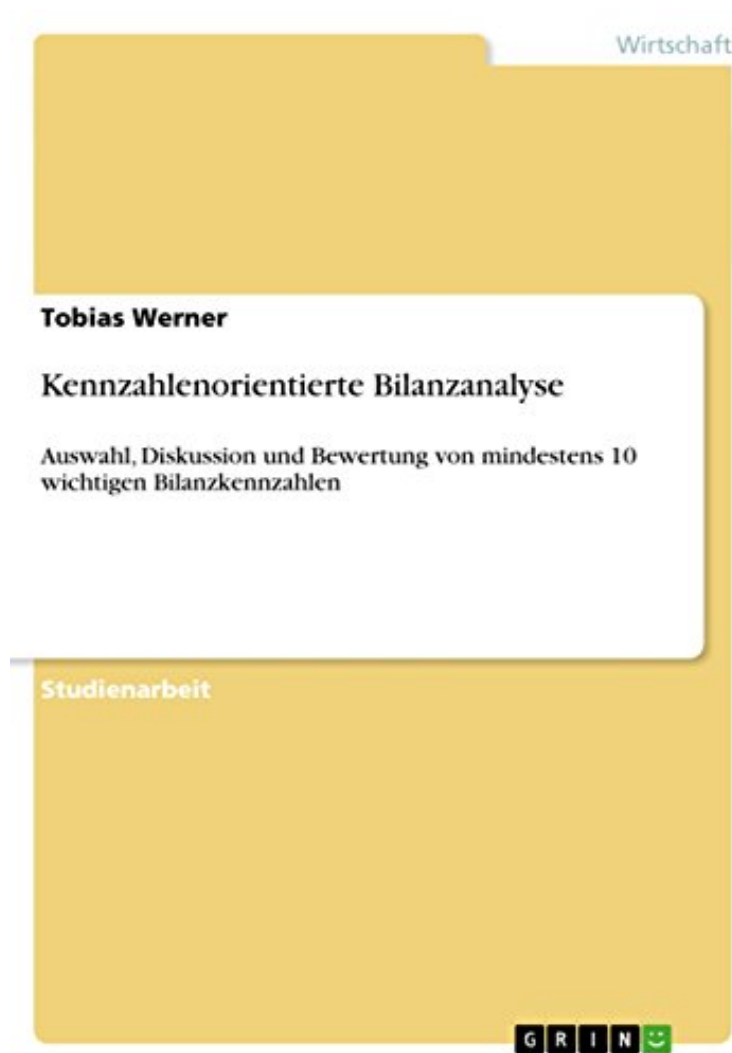 Wirtschaft
Tobias Werner
Kennzahlenorientierte Bilanzanalyse
Auswahl, Diskussion und Bewertung von mindestens 10
wichtigen Bilanzkennzahlen
Studienarbeit
GRIN